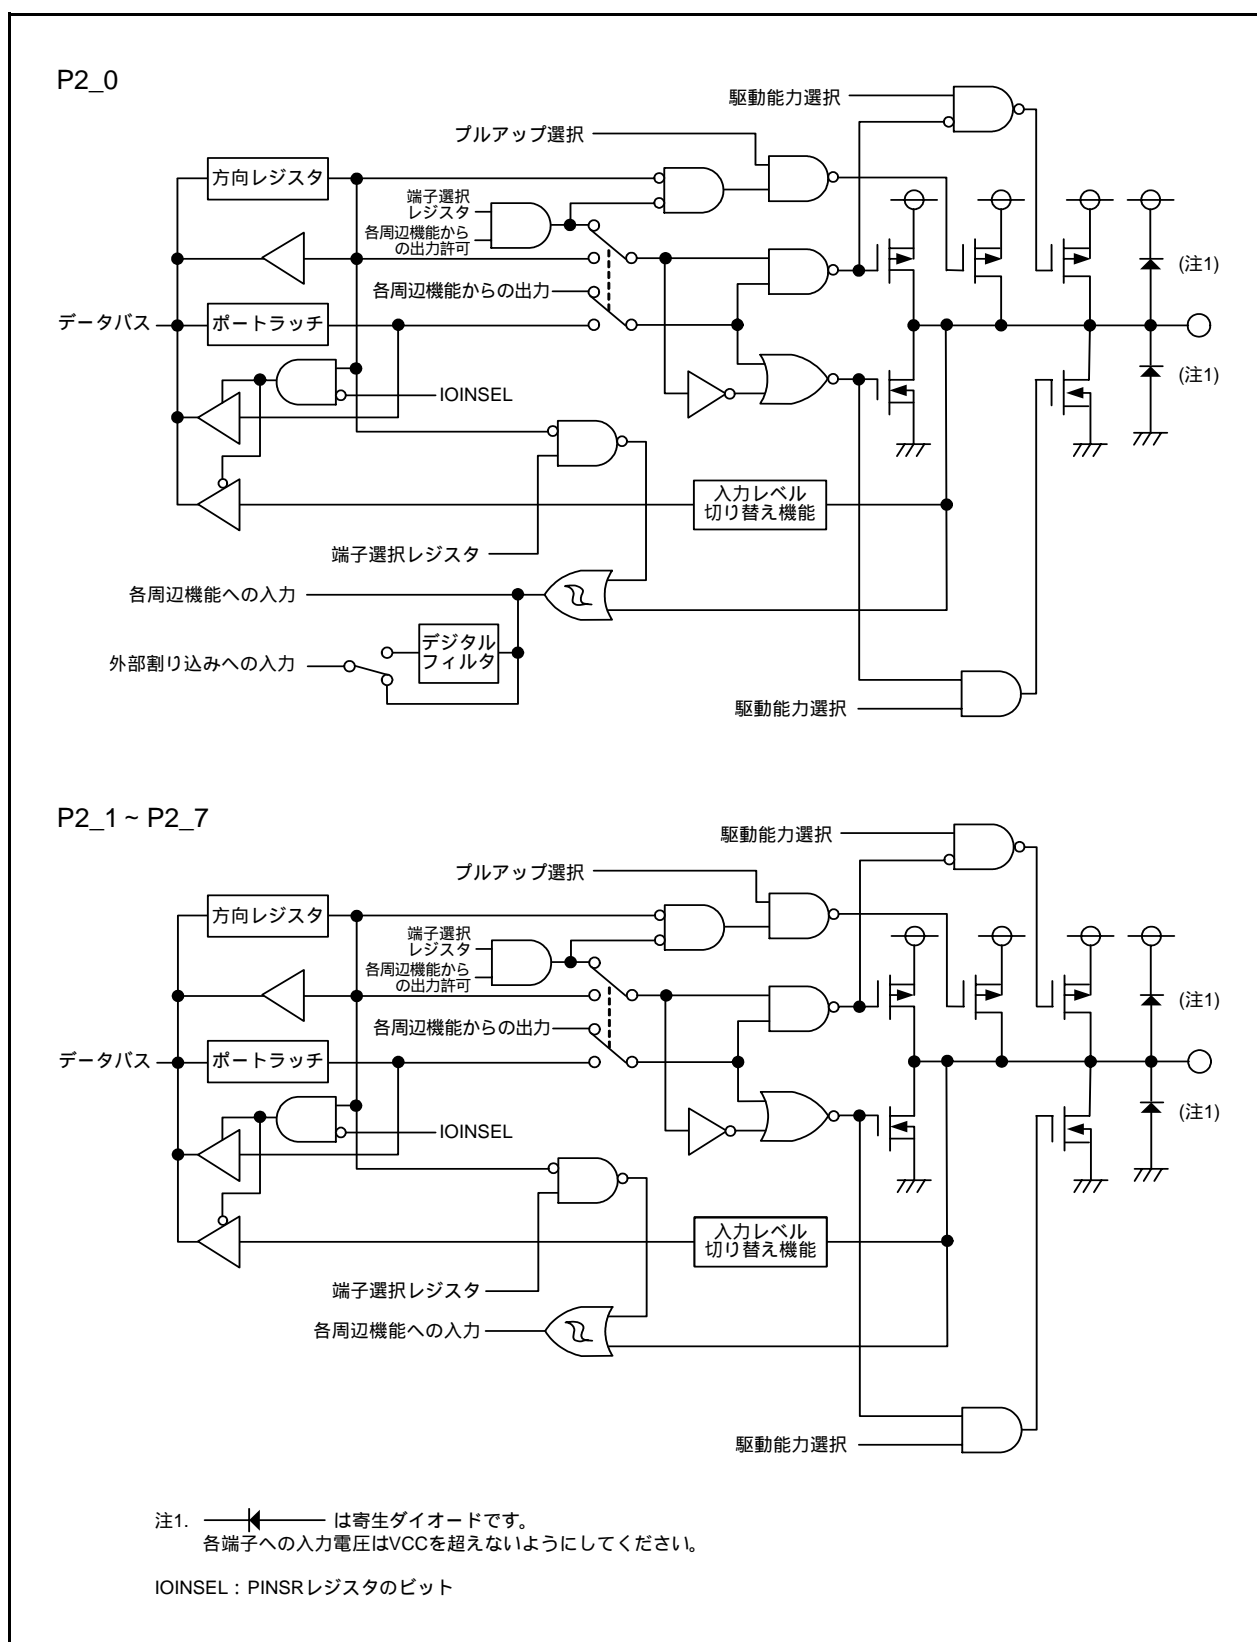 P2_0
駆動能力選択
プルアップ選択
方向レジスタ
端子選択
レジスタ
各周辺機能から
の出力許可
(注1)
各周辺機能からの出力
データバス
ポートラッチ
(注1)
IOINSEL
入力レベル
切り替え機能
端子選択レジスタ
各周辺機能への入力
デジタル
フィルタ
外部割り込みへの入力
駆動能力選択
P2_1 ~ P2_7
駆動能力選択
プルアップ選択
方向レジスタ
端子選択
レジスタ
各周辺機能から
の出力許可
(注1)
各周辺機能からの出力
データバス
ポートラッチ
(注1)
IOINSEL
入力レベル
切り替え機能
端子選択レジスタ
各周辺機能への入力
駆動能力選択
注1. は寄生ダイオードです。
各端子への入力電圧はVCCを超えないようにしてください。
IOINSEL：PINSRレジスタのビット